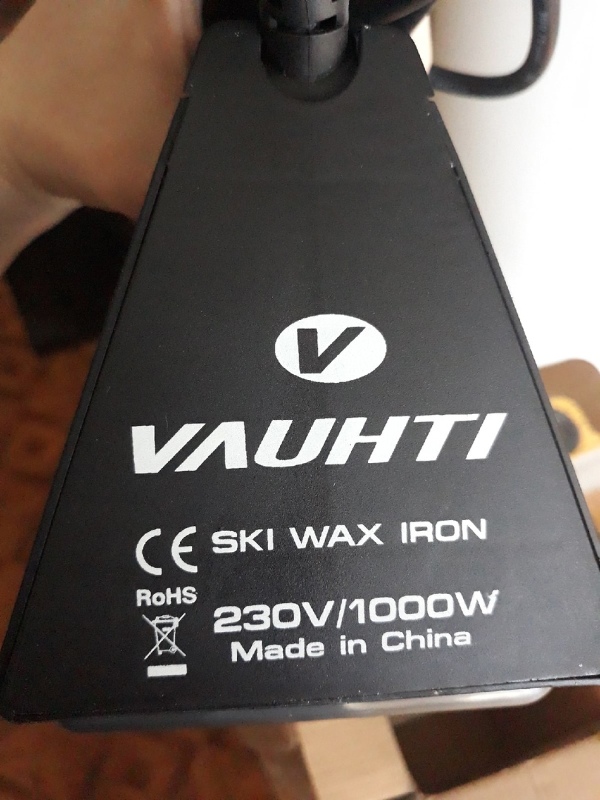 V
VAUHTI
CE SKI WAX IRON
RoHS
230V/1000W
Made in China